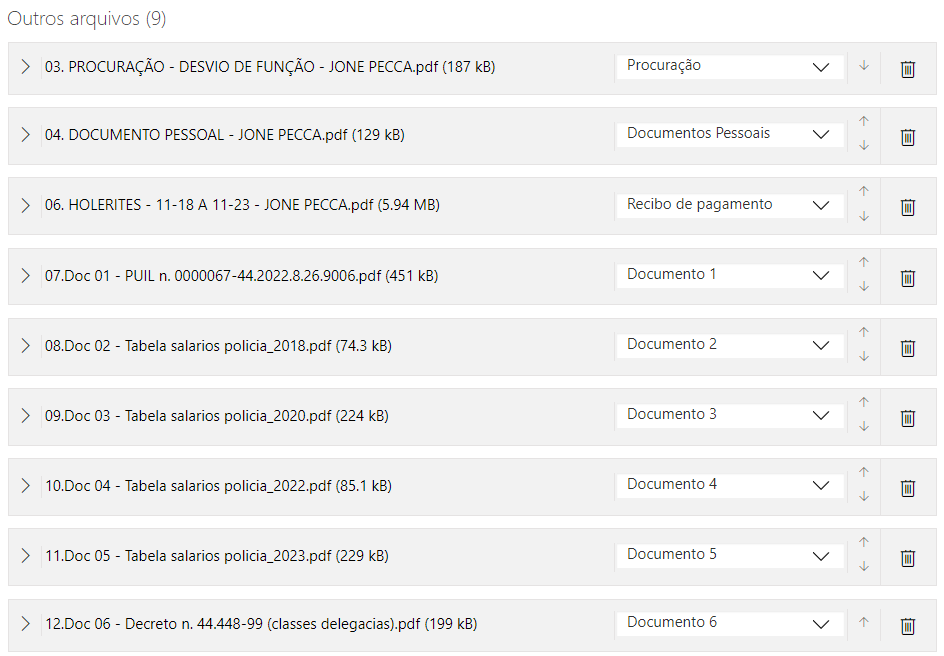 Outros arquivos (9)
03. PROCURAÇÃO - DESVIO DE FUNÇÃO - JONE PECCA.pdf (187 kB) Procuração
04. DOCUMENTO PESSOAL - JONE PECCA.pdf (129 kB) Documentos Pessoais
06. HOLERITES - 11-18 A 11-23 - JONE PECCA.pdf (5.94 MB) Recibo de pagamento
07.Doc 01 - PUIL n. 0000067-44.2022.8.26.9006.pdf (451 kB) Documento 1
08.Doc 02 - Tabela salarios policia_2018.pdf (74.3 kB) Documento 2
09.Doc 03 - Tabela salarios policia_2020.pdf (224 kB) Documento 3
10.Doc 04 - Tabela salarios policia_2022.pdf (85.1 kB) Documento 4
11.Doc 05 - Tabela salarios policia_2023.pdf (229 kB) Documento 5
12.Doc 06 - Decreto n. 44.448-99 (classes delegacias).pdf (199 kB) Documento 6